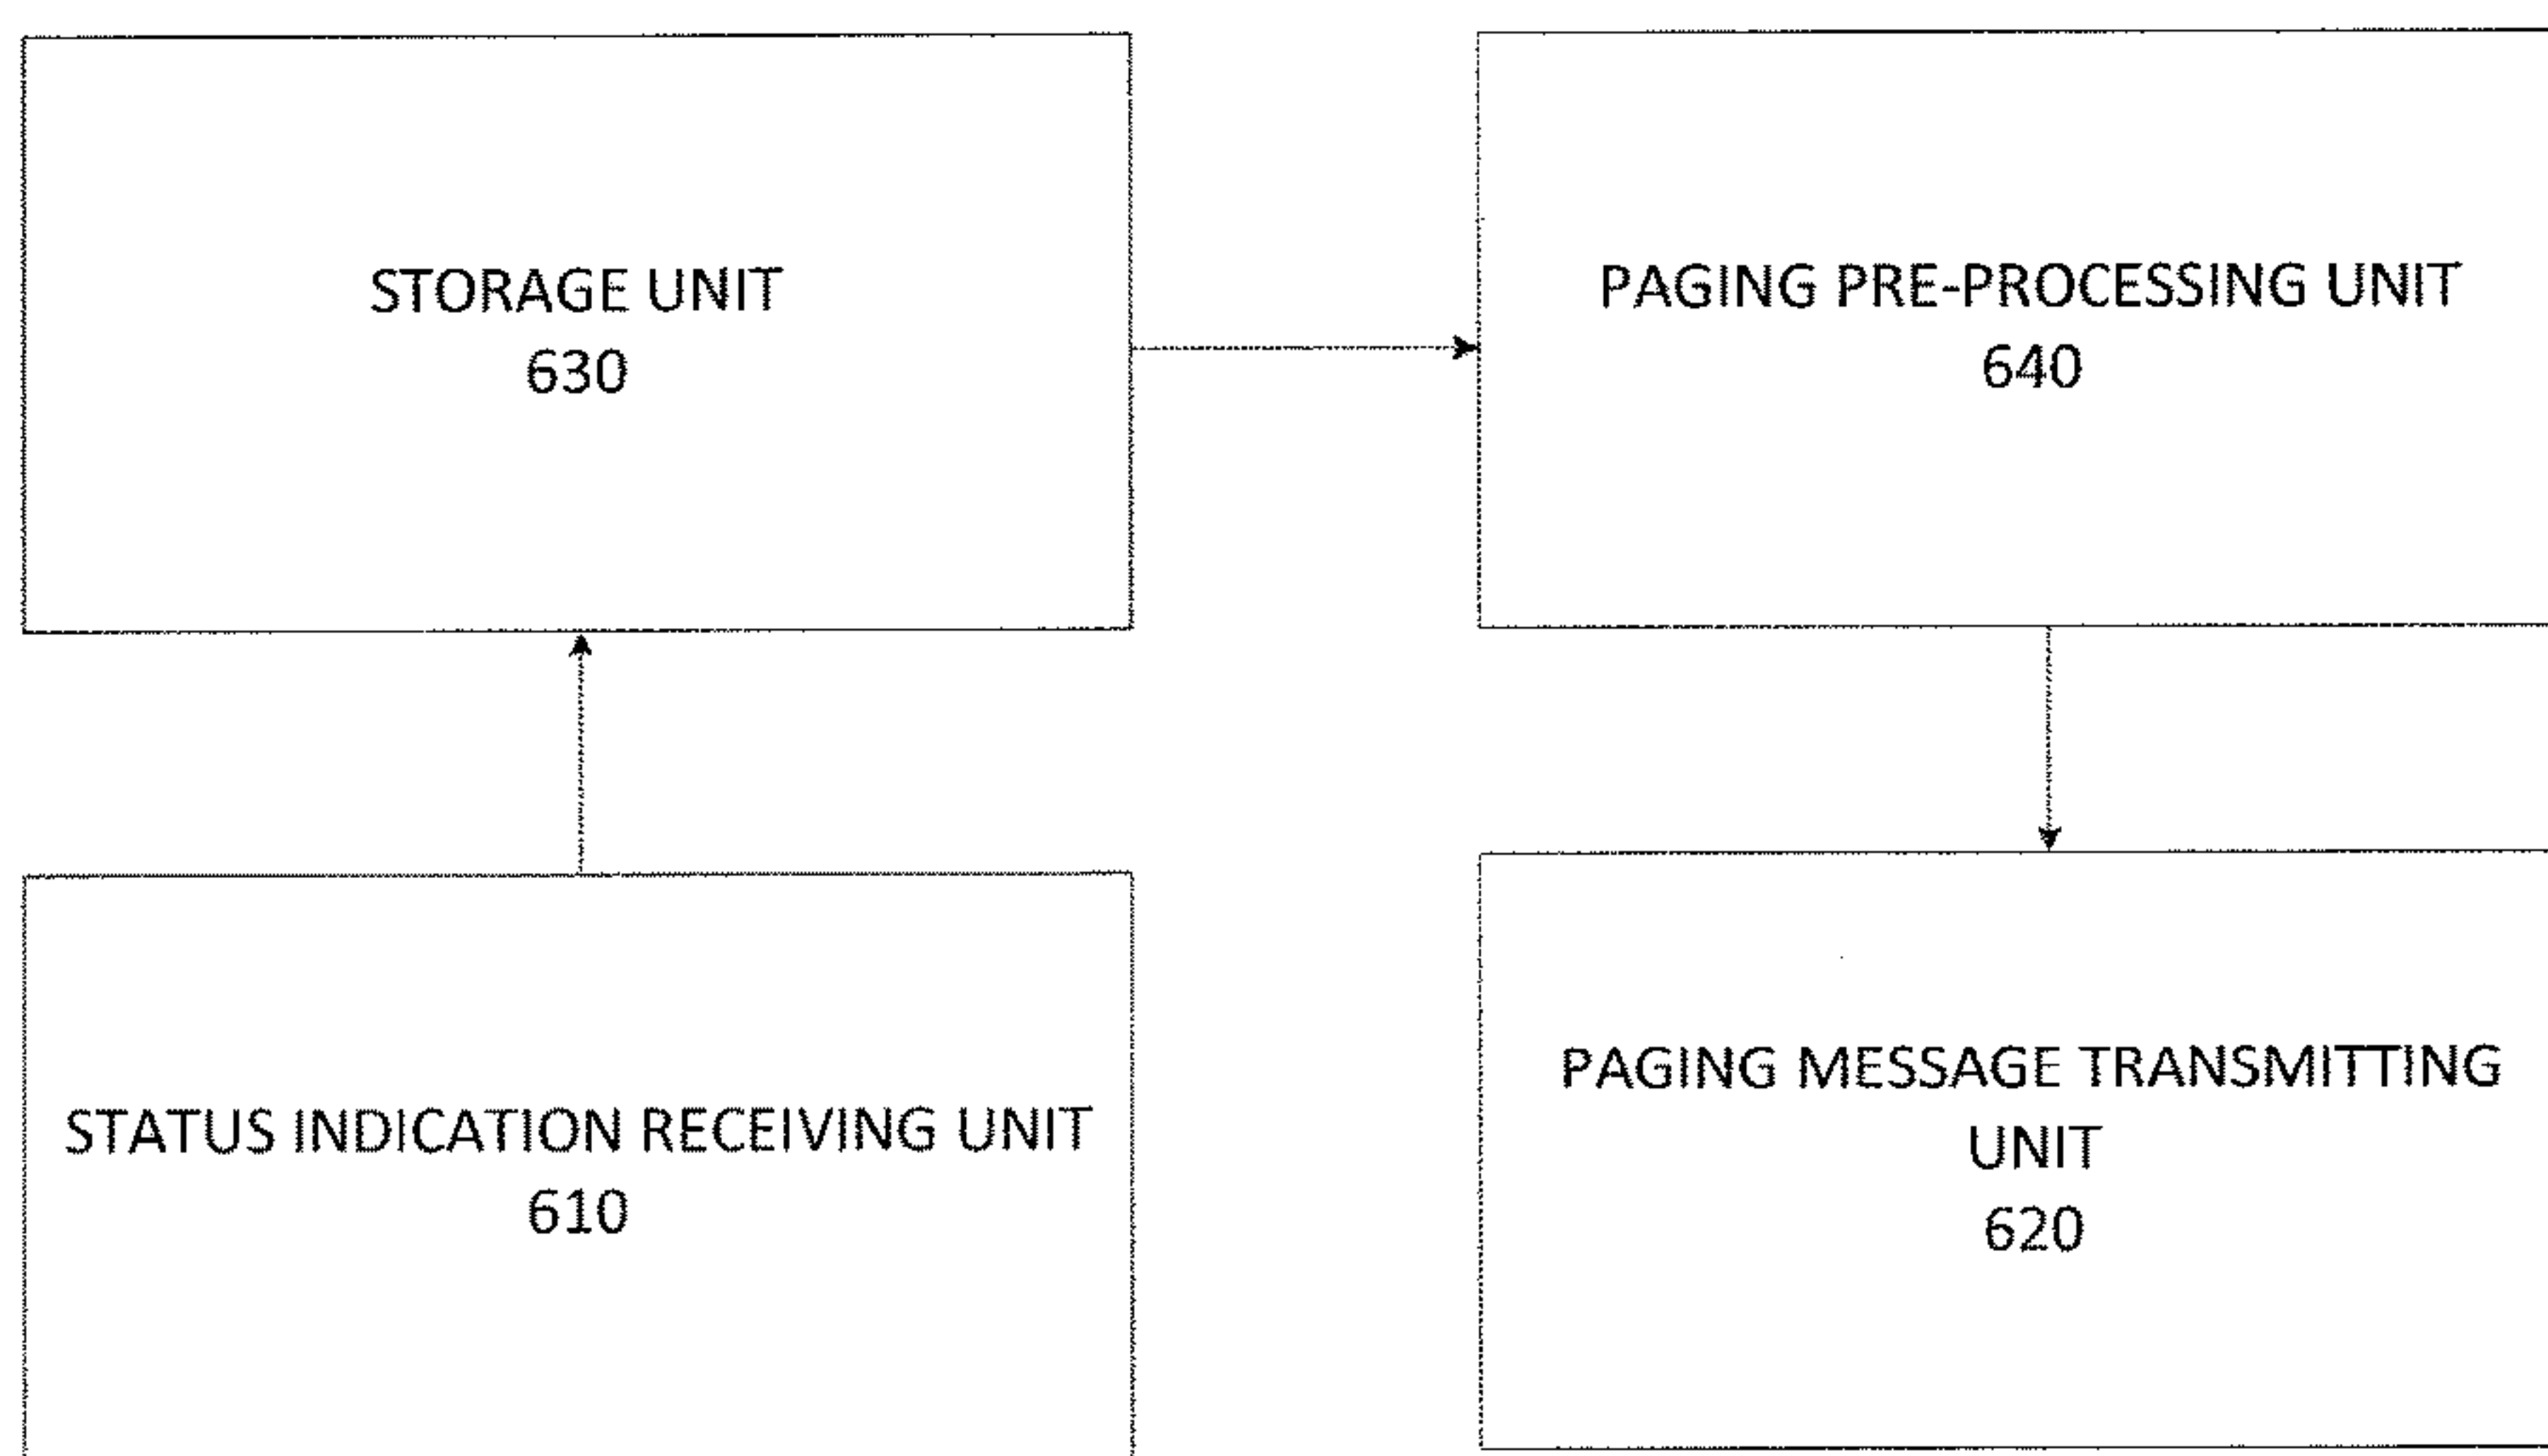 STORAGE UNIT
630
PAGING PRE-PROCESSING UNIT
640
STATUS INDICATION RECEIVING UNIT
610
PAGING MESSAGE TRANSMITTING
UNIT
620